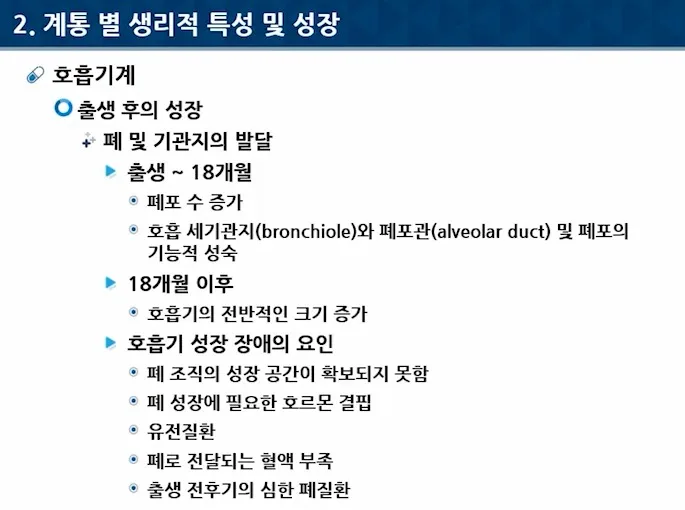 2. 계통 별 생리적 특성 및 성장
호흡기계
출생 후의 성장
폐 및 기관지의 발달
출생 ~ 18개월
폐포 수 증가
호흡 세기관지(bronchiole)와 폐포관(alveolar duct) 및 폐포의
기능적 성숙
18개월 이후
호흡기의 전반적인 크기 증가
호흡기 성장 장애의 요인
폐 조직의 성장 공간이 확보되지 못함
폐 성장에 필요한 호르몬 결핍
유전질환
폐로 전달되는 혈액 부족
출생 전후기의 심한 폐질환